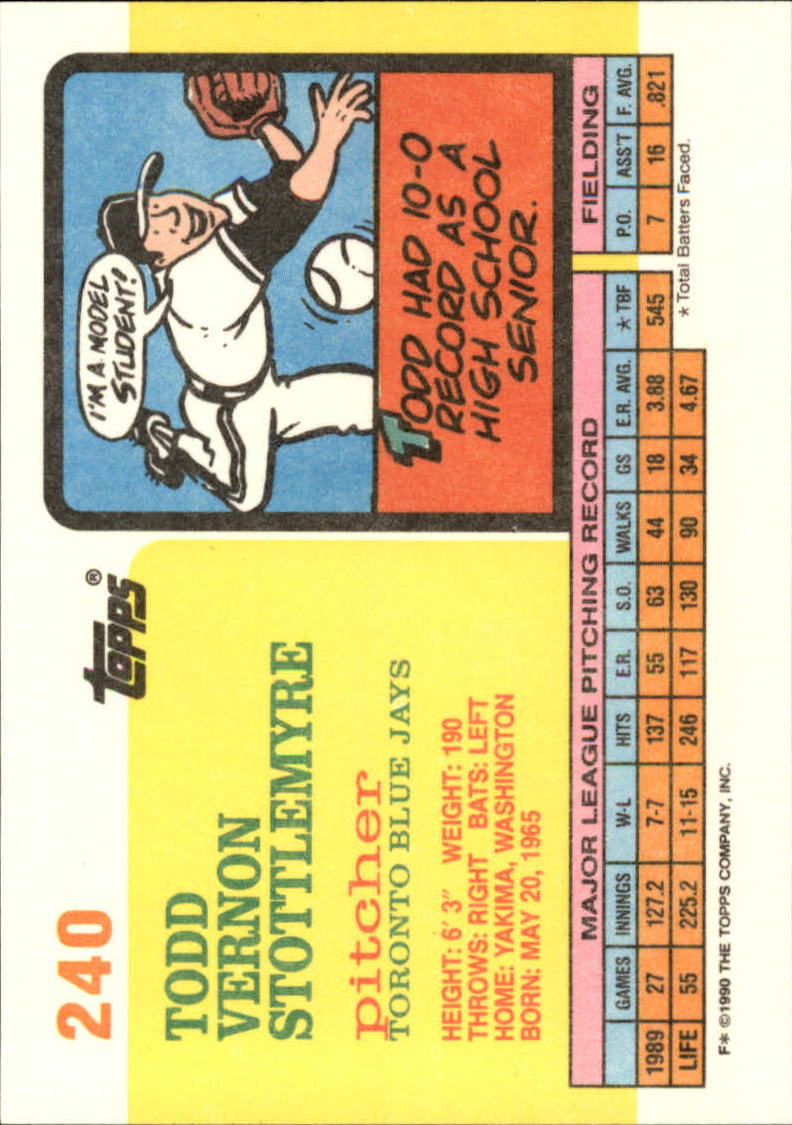 240
topps®
TODD
VERNON
STOTTLEMYRE
pitcher
TORONTO BLUE JAYS
HEIGHT: 6' 3" WEIGHT: 190
THROWS: RIGHT BATS: LEFT
HOME: YAKIMA, WASHINGTON
BORN: MAY 20, 1965
I'M A MODEL
STUDENT!
TODD HAD 10-0
RECORD AS A
HIGH SCHOOL
SENIOR.
MAJOR LEAGUE PITCHING RECORD FIELDING
GAMES INNINGS W-L HITS E.R. S.O. WALKS GS E.R. AVG. *TBF P.O. ASS'T F. AVG.
1989 27 127.2 7-7 137 55 63 44 18 3.88 545 7 16 .821
LIFE 55 225.2 11-15 246 117 130 90 34 4.67
*Total Batters Faced.
F* ©1990 THE TOPPS COMPANY, INC.